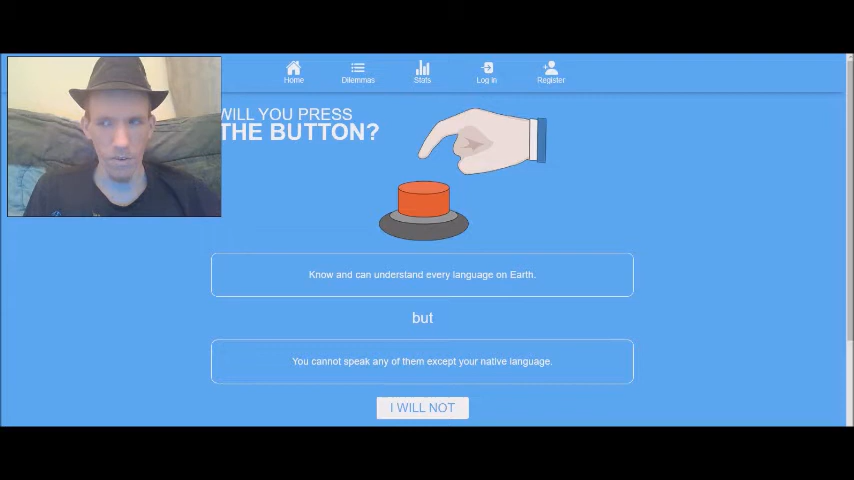 Home
Dilemmas
Stats
Log in
Register
WILL YOU PRESS
THE BUTTON?
Know and can understand every language on Earth.
but
You cannot speak any of them except your native language.
I WILL NOT